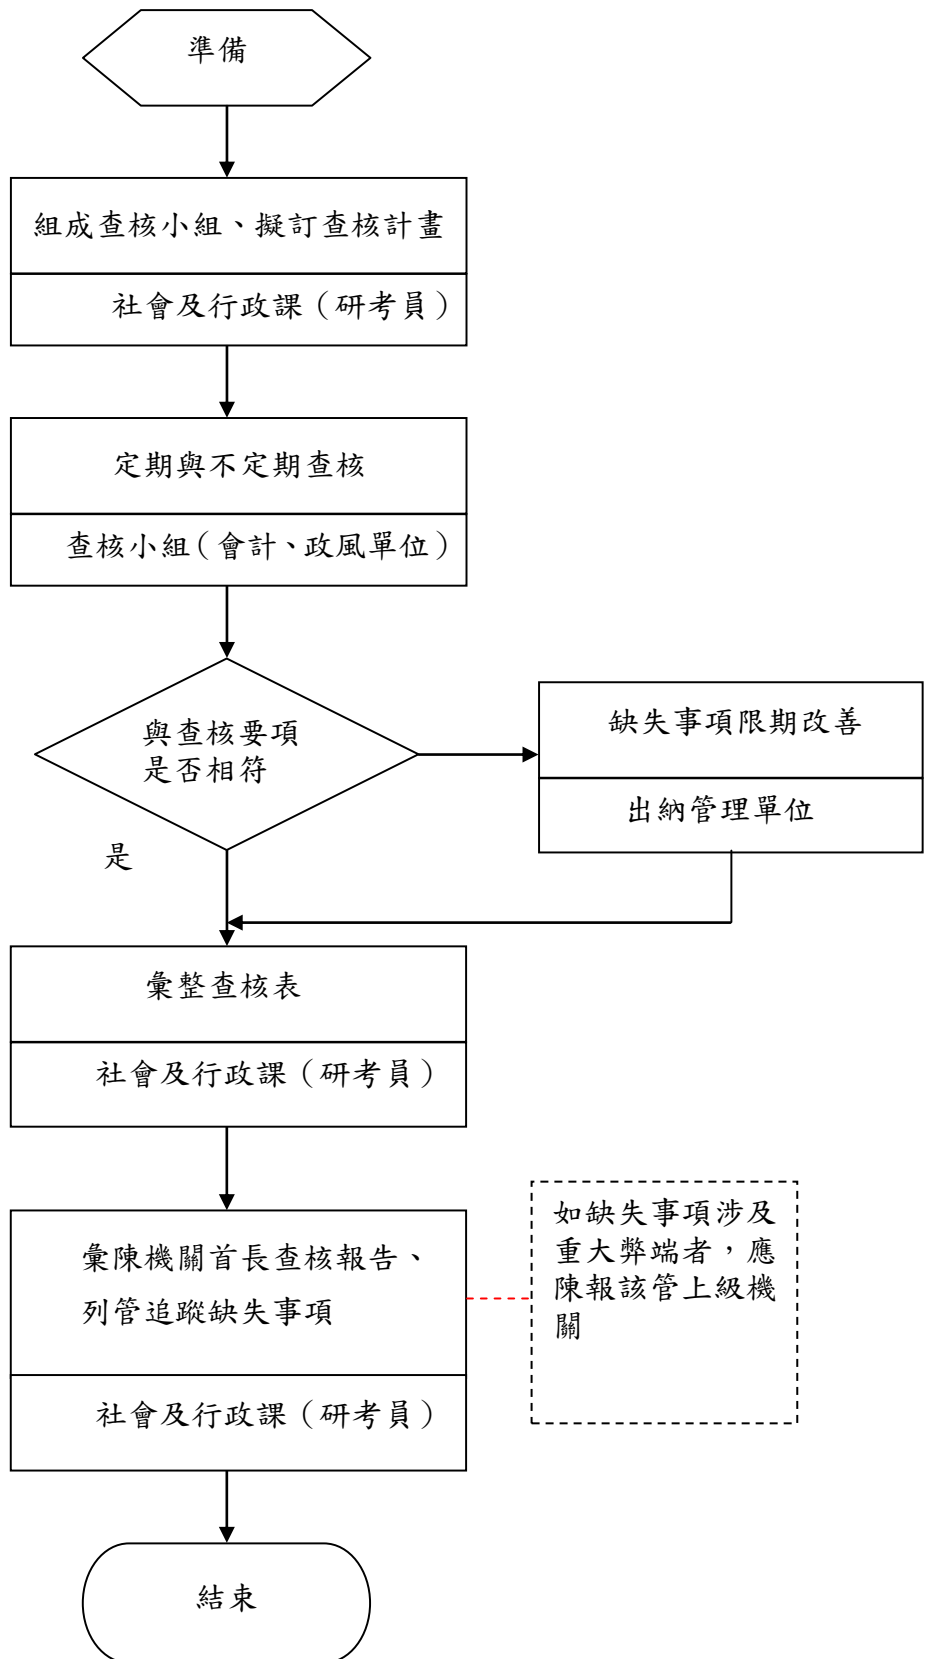 準備
組成查核小組、擬訂查核計畫
社會及行政課（研考員）
定期與不定期查核
查核小組（會計、政風單位）
與查核要項
是否相符
缺失事項限期改善
出納管理單位
是
彙整查核表
社會及行政課（研考員）
彙陳機關首長查核報告、
列管追蹤缺失事項
社會及行政課（研考員）
如缺失事項涉及
重大弊端者，應
陳報該管上級機
關
結束